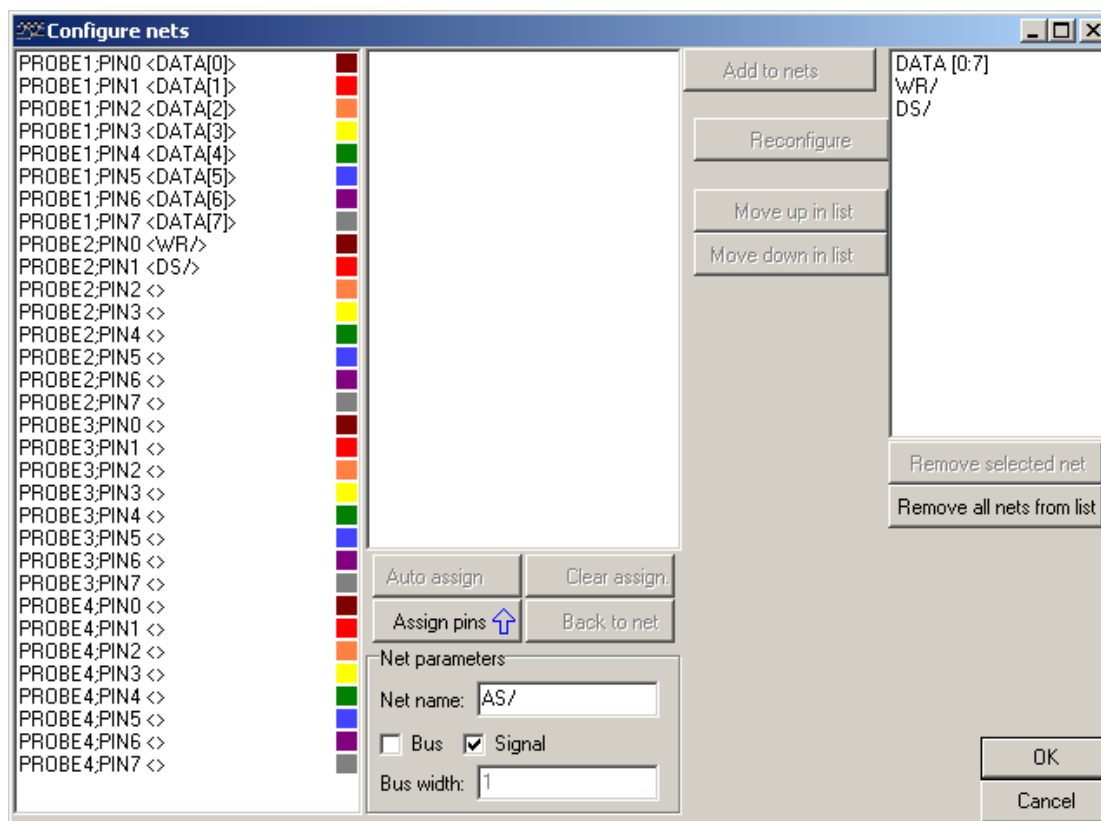 Configure nets
PROBE1;PIN0 <DATA[0]>
PROBE1;PIN1 <DATA[1]>
PROBE1;PIN2 <DATA[2]>
PROBE1;PIN3 <DATA[3]>
PROBE1;PIN4 <DATA[4]>
PROBE1;PIN5 <DATA[5]>
PROBE1;PIN6 <DATA[6]>
PROBE1;PIN7 <DATA[7]>
PROBE2;PIN0 <WR/>
PROBE2;PIN1 <DS/>
PROBE2;PIN2 <>
PROBE2;PIN3 <>
PROBE2;PIN4 <>
PROBE2;PIN5 <>
PROBE2;PIN6 <>
PROBE2;PIN7 <>
PROBE3;PIN0 <>
PROBE3;PIN1 <>
PROBE3;PIN2 <>
PROBE3;PIN3 <>
PROBE3;PIN4 <>
PROBE3;PIN5 <>
PROBE3;PIN6 <>
PROBE3;PIN7 <>
PROBE4;PIN0 <>
PROBE4;PIN1 <>
PROBE4;PIN2 <>
PROBE4;PIN3 <>
PROBE4;PIN4 <>
PROBE4;PIN5 <>
PROBE4;PIN6 <>
PROBE4;PIN7 <>
Auto assign
Clear assign.
Assign pins
Back to net
Net parameters
Net name: AS/
Bus Signal
Bus width: 1
Add to nets
Reconfigure
Move up in list
Move down in list
DATA [0:7]
WR/
DS/
Remove selected net
Remove all nets from list
OK
Cancel